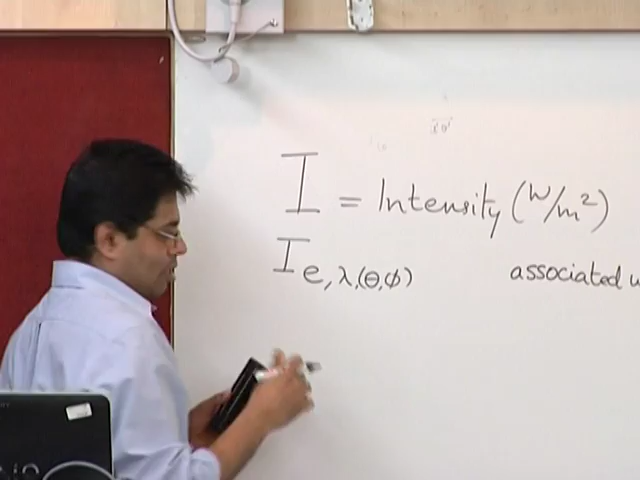 I = Intensity (W/m²)
I e, λ,(θ,φ) associated